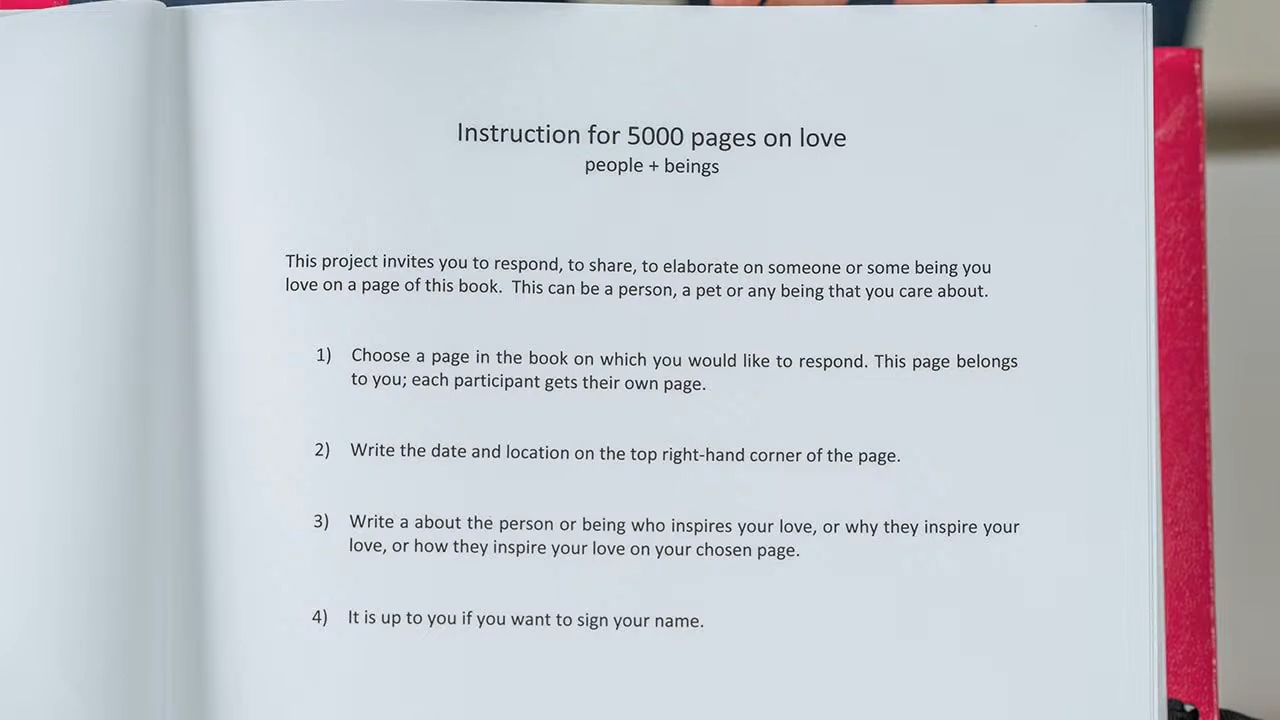 Instruction for 5000 pages on love
people + beings
This project invites you to respond, to share, to elaborate on someone or some being you
love on a page of this book.  This can be a person, a pet or any being that you care about.
1) Choose a page in the book on which you would like to respond. This page belongs
to you; each participant gets their own page.
2) Write the date and location on the top right-hand corner of the page.
3) Write a about the person or being who inspires your love, or why they inspire your
love, or how they inspire your love on your chosen page.
4) It is up to you if you want to sign your name.